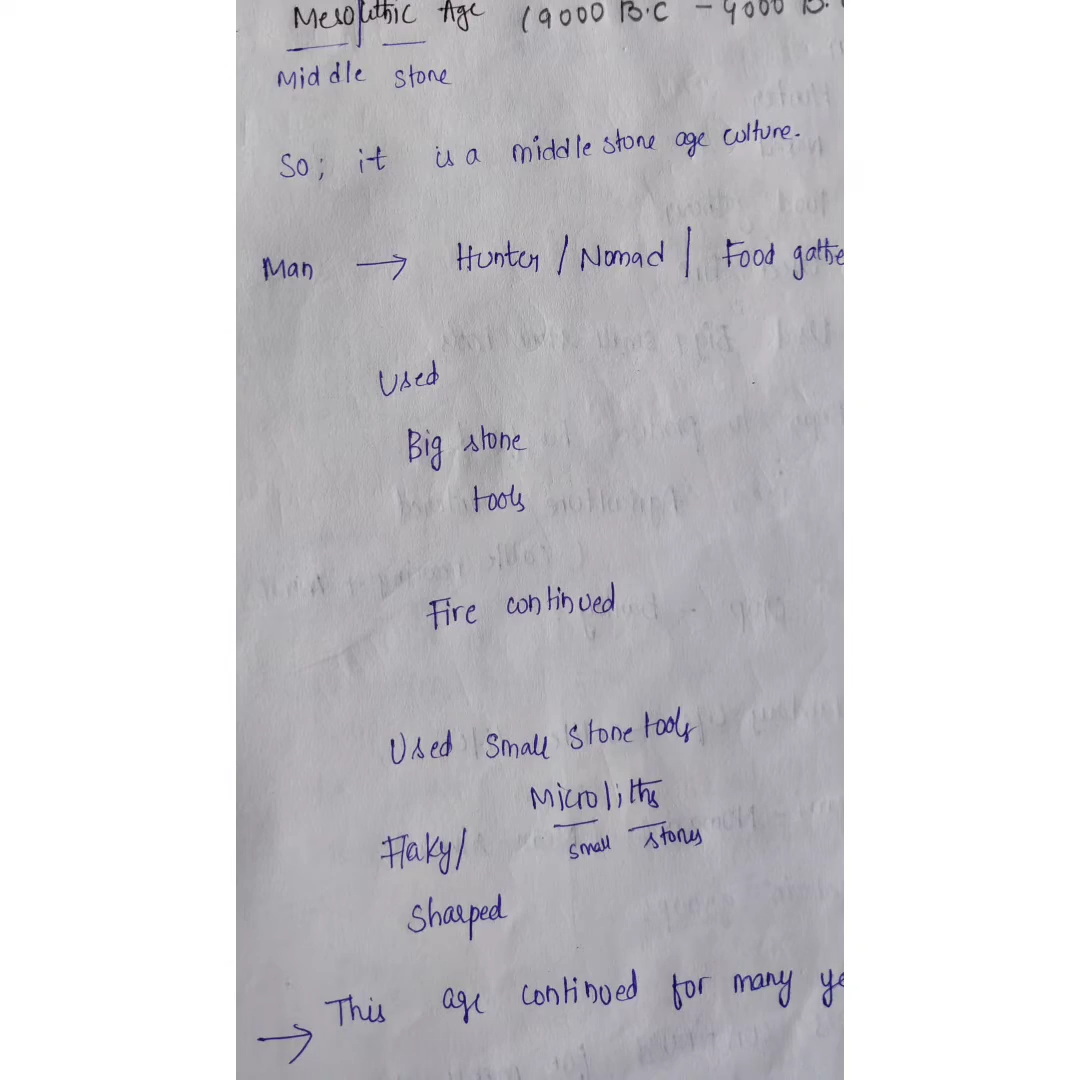 Mesolithic Age (9000 B.C - 4000 B.
Middle stone
So; it is a middle stone age culture.
Man → Hunter / Nomad / Food gathe
Used
Big stone
tools
Fire continued
Used Small Stone tools
Microliths
Flaky/ small stones
Sharped
→ This age continued for many ye